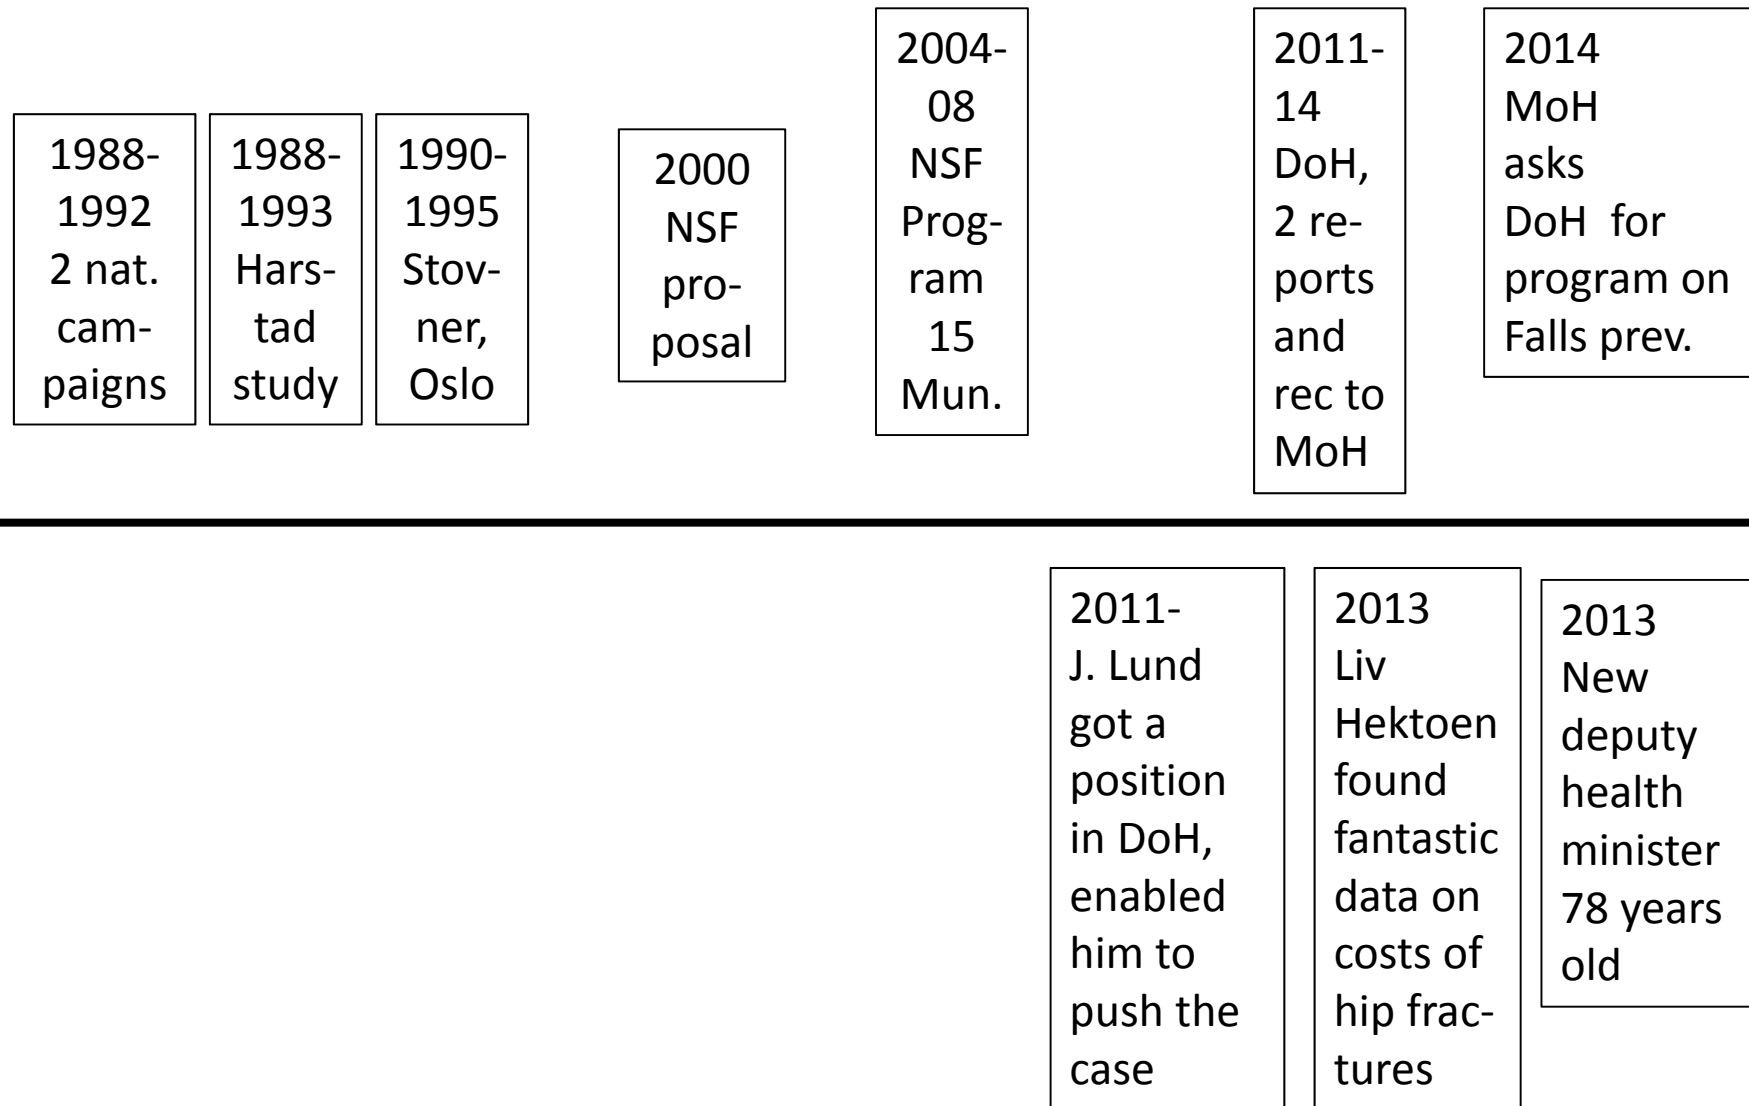 1988-
1992
2 nat.
cam-
paigns
1988-
1993
Hars-
tad
study
1990-
1995
Stov-
ner,
Oslo
2000
NSF
pro-
posal
2004-
08
NSF
Prog-
ram
15
Mun.
2011-
14
DoH,
2 re-
ports
and
rec to
MoH
2014
MoH
asks
DoH for
program on
Falls prev.
2011-
J. Lund
got a
position
in DoH,
enabled
him to
push the
case
2013
Liv
Hektoen
found
fantastic
data on
costs of
hip frac-
tures
2013
New
deputy
health
minister
78 years
old